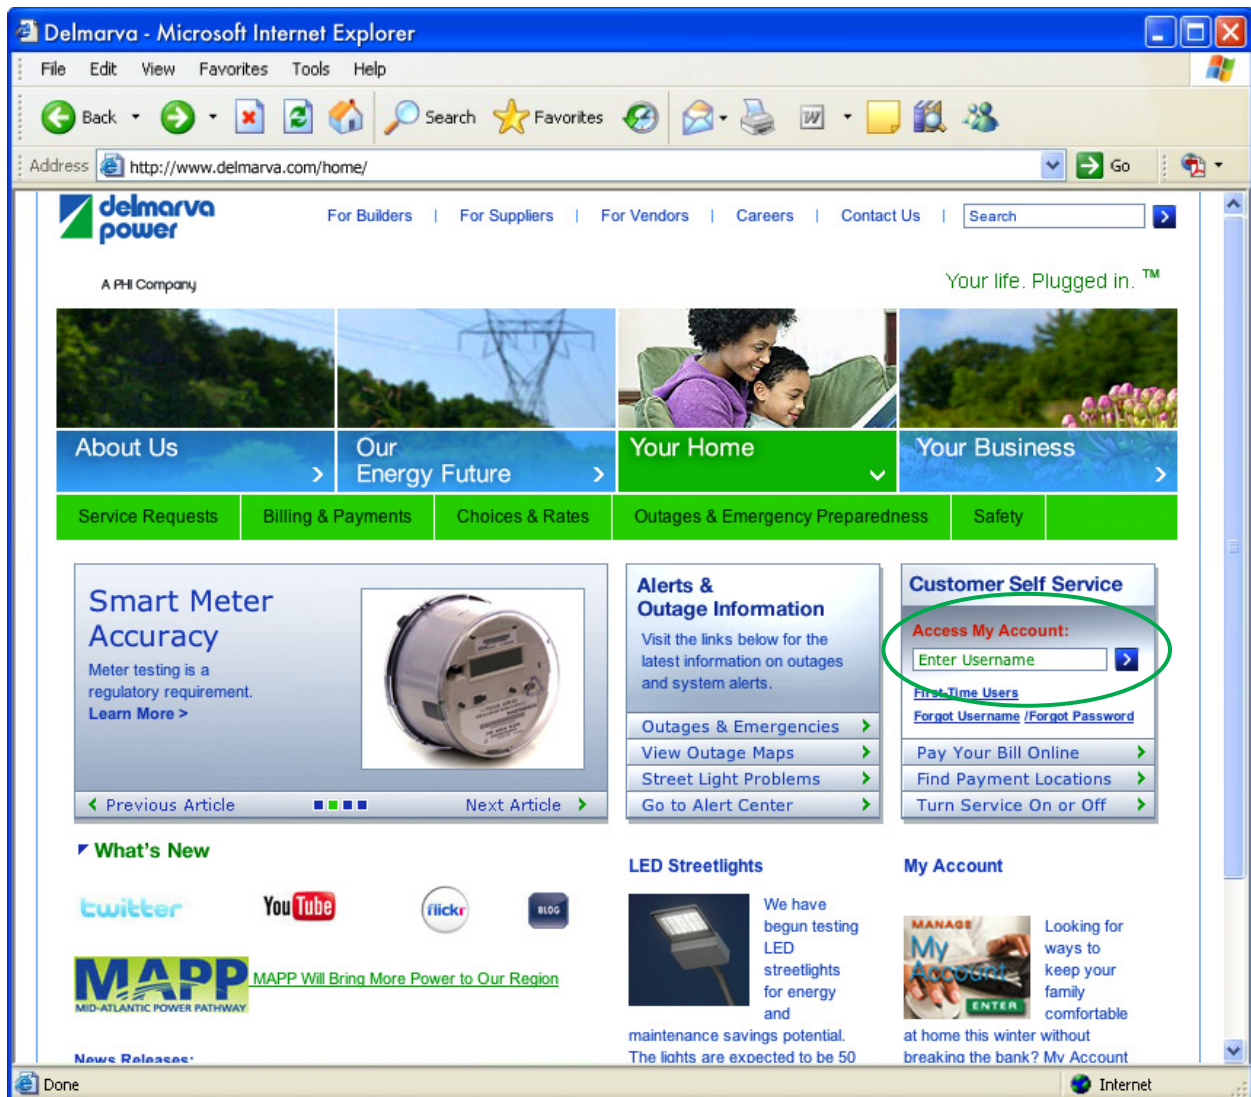 Delmarva - Microsoft Internet Explorer
File Edit View Favorites Tools Help
Back Search Favorites
Address http://www.delmarva.com/home/ Go
delmarva
power
For Builders | For Suppliers | For Vendors | Careers | Contact Us | Search
A PHI Company
Your life. Plugged in. ™
About Us
Our
Energy Future
Your Home
Your Business
Service Requests Billing & Payments Choices & Rates Outages & Emergency Preparedness Safety
Smart Meter
Accuracy
Meter testing is a
regulatory requirement.
Learn More >
Previous Article Next Article
Alerts &
Outage Information
Visit the links below for the
latest information on outages
and system alerts.
Outages & Emergencies
View Outage Maps
Street Light Problems
Go to Alert Center
Customer Self Service
Access My Account:
Enter Username
First-Time Users
Forgot Username /Forgot Password
Pay Your Bill Online
Find Payment Locations
Turn Service On or Off
What's New
twitter YouTube flickr BLOG
MAPP
MID-ATLANTIC POWER PATHWAY
MAPP Will Bring More Power to Our Region
News Releases:
LED Streetlights
We have
begun testing
LED
streetlights
for energy
and
maintenance savings potential.
The lights are expected to be 50
My Account
MANAGE
My
Account
ENTER
Looking for
ways to
keep your
family
comfortable
at home this winter without
breaking the bank? My Account
Done Internet